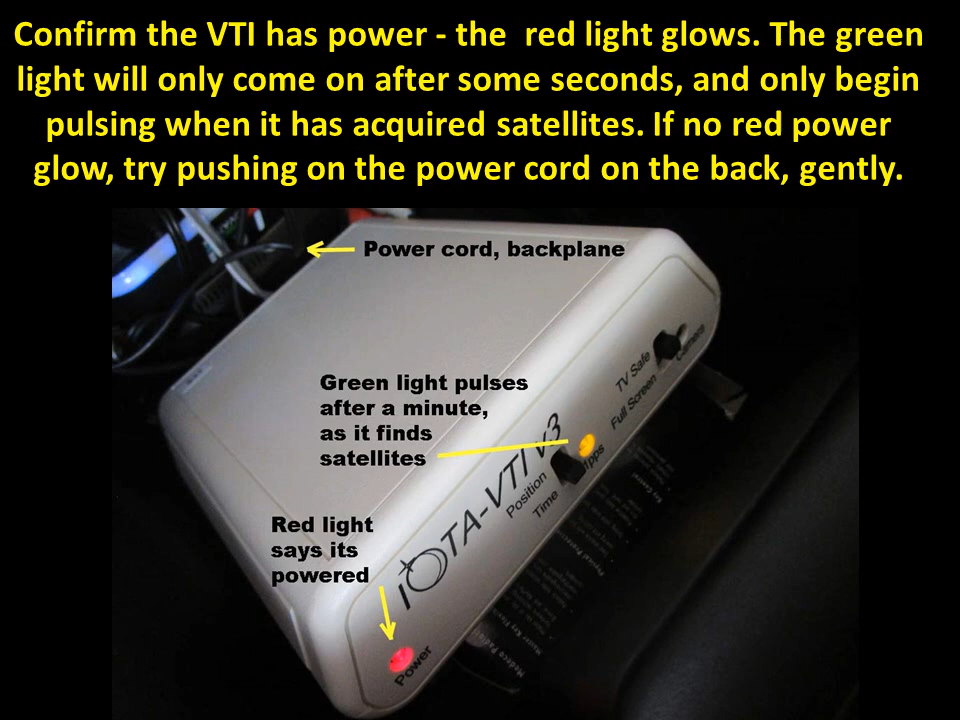 Confirm the VTI has power - the  red light glows. The green
light will only come on after some seconds, and only begin
pulsing when it has acquired satellites. If no red power
glow, try pushing on the power cord on the back, gently.
Power cord, backplane
Green light pulses
after a minute,
as it finds
satellites
Red light
says its
powered
TV Safe
Full Screen
Camera
IOTA-VTI v3
Position
Time
1pps
Power